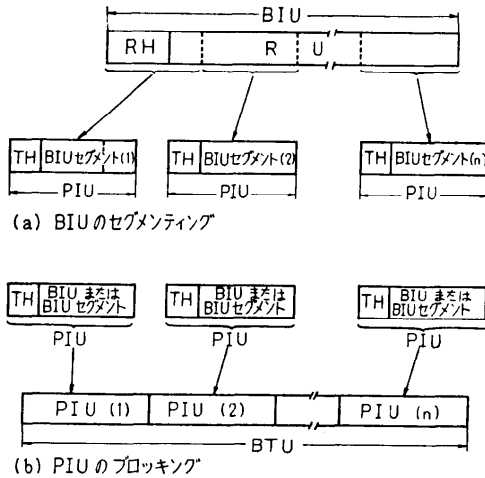 BIU
RH R U
TH BIUセグメント(1) TH BIUセグメント(2) TH BIUセグメント(n)
PIU PIU PIU
(a) BIUのセグメンティング
TH BIU または BIUセグメント TH BIU または BIUセグメント TH BIU または BIUセグメント
PIU PIU PIU
PIU (1) PIU (2) PIU (n)
BTU
(b) PIUのブロッキング